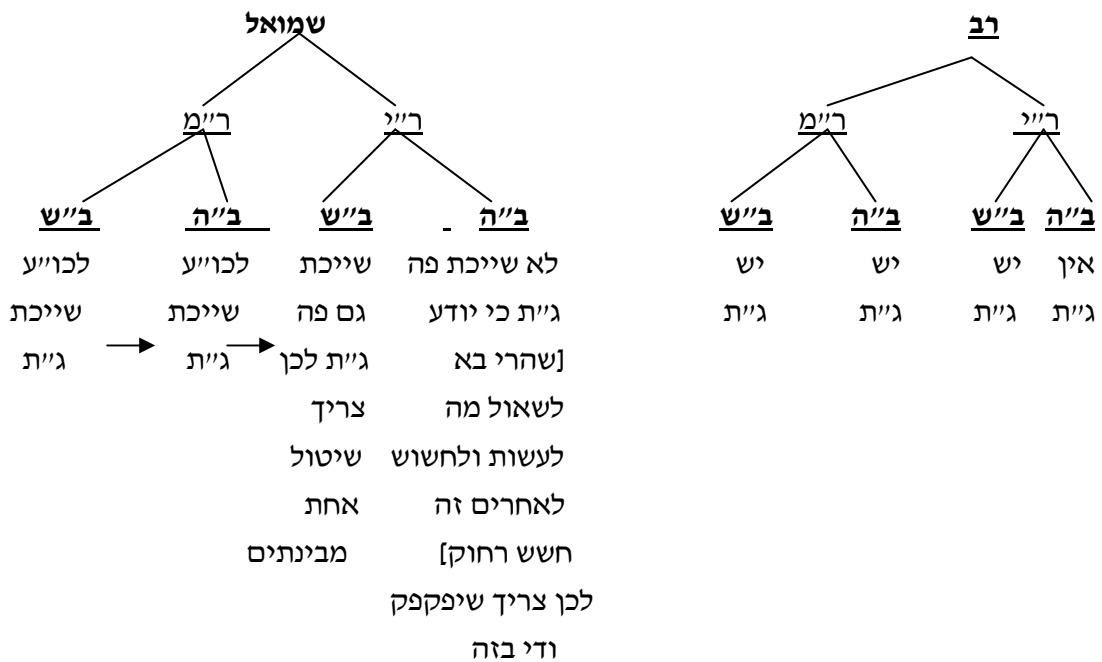 רב שמואל
ר״י ר״מ ר״י ר״מ
ב״ה ב״ש ב״ה ב״ש ב״ה ב״ש ב״ה ב״ש
אין יש יש יש לא שייכת פה שייכת לכו״ע לכו״ע
ג״ת ג״ת ג״ת ג״ת ג״ת כי יודע גם פה שייכת שייכת
[שהרי בא ג״ת לכן ג״ת ג״ת
לשאול מה צריך
לעשות ולחשוש שיטול
לאחרים זה אחת
חשש רחוק] מבינתים
לכן צריך שיפקפק
ודי בזה